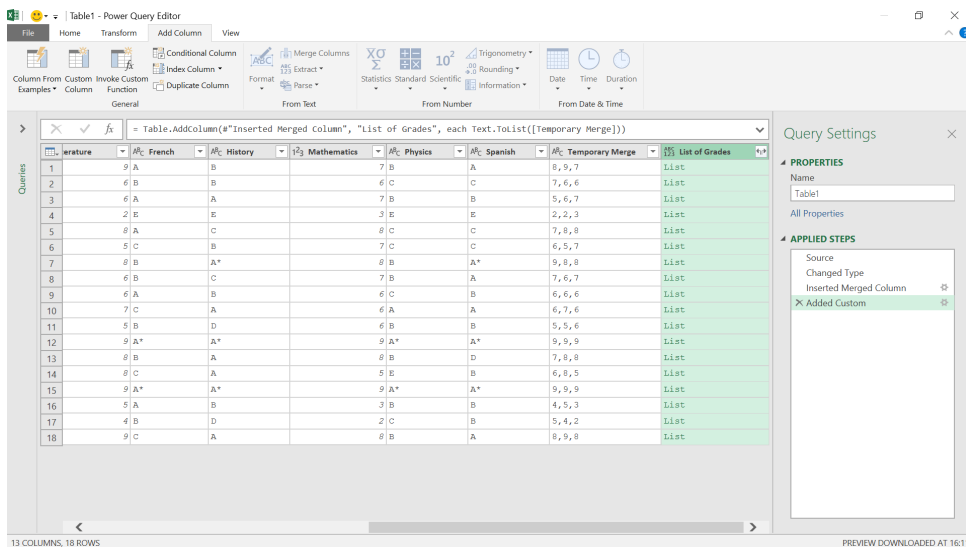 Table1 - Power Query Editor
File Home Transform Add Column View
Column From Examples
Custom Column
Invoke Custom Function
Conditional Column
Index Column
Duplicate Column
General
Format
Merge Columns
Extract
Parse
From Text
Statistics
Standard
Scientific
Trigonometry
Rounding
Information
From Number
Date
Time
Duration
From Date & Time
= Table.AddColumn(#"Inserted Merged Column", "List of Grades", each Text.ToList([Temporary Merge]))
Queries
erature French History Mathematics Physics Spanish Temporary Merge List of Grades
1 9 A B 7 B A 8,9,7 List
2 6 B B 6 C C 7,6,6 List
3 6 A A 7 B B 5,6,7 List
4 2 E E 3 E E 2,2,3 List
5 8 A C 8 C C 7,8,8 List
6 5 C B 7 C C 6,5,7 List
7 8 B A* 8 B A* 9,8,8 List
8 6 B C 7 B A 7,6,7 List
9 6 A B 6 C B 6,6,6 List
10 7 C A 6 A A 6,7,6 List
11 5 B D 6 B B 5,5,6 List
12 9 A* A* 9 A* A* 9,9,9 List
13 8 B A 8 B D 7,8,8 List
14 8 C A 5 E B 6,8,5 List
15 9 A* A* 9 A* A* 9,9,9 List
16 5 A B 3 B B 4,5,3 List
17 4 B D 2 C B 5,4,2 List
18 9 C A 8 B A 8,9,8 List
Query Settings
PROPERTIES
Name
Table1
All Properties
APPLIED STEPS
Source
Changed Type
Inserted Merged Column
Added Custom
13 COLUMNS, 18 ROWS
PREVIEW DOWNLOADED AT 16:1